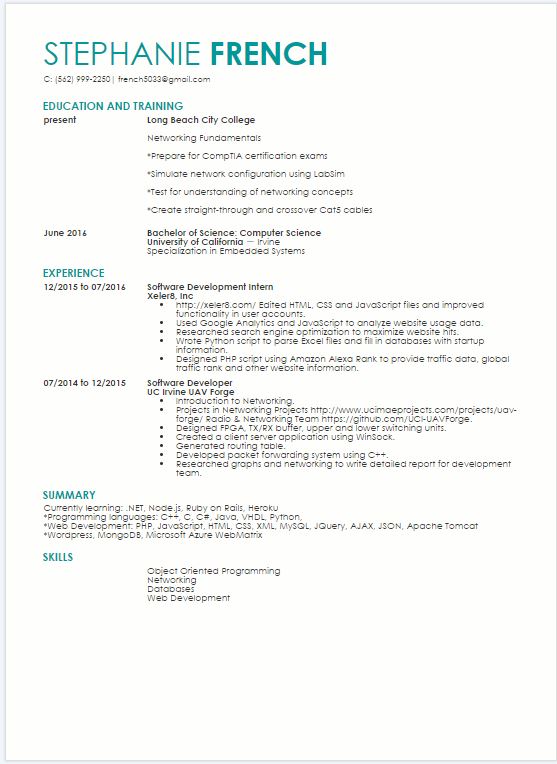 STEPHANIE FRENCH
C: (562) 999-2250| french5033@gmail.com
EDUCATION AND TRAINING
present Long Beach City College
Networking Fundamentals
*Prepare for CompTIA certification exams
*Simulate network configuration using LabSim
*Test for understanding of networking concepts
*Create straight-through and crossover Cat5 cables
June 2016 Bachelor of Science: Computer Science
University of California — Irvine
Specialization in Embedded Systems
EXPERIENCE
12/2015 to 07/2016 Software Development Intern
Xeler8, Inc
• http://xeler8.com/ Edited HTML, CSS and JavaScript files and improved
functionality in user accounts.
• Used Google Analytics and JavaScript to analyze website usage data.
• Researched search engine optimization to maximize website hits.
• Wrote Python script to parse Excel files and fill in databases with startup
information.
• Designed PHP script using Amazon Alexa Rank to provide traffic data, global
traffic rank and other website information.
07/2014 to 12/2015 Software Developer
UC Irvine UAV Forge
• Introduction to Networking.
• Projects in Networking Projects http://www.ucimaeprojects.com/projects/uav-
forge/ Radio & Networking Team https://github.com/UCI-UAVForge.
• Designed FPGA, TX/RX buffer, upper and lower switching units.
• Created a client server application using WinSock.
• Generated routing table.
• Developed packet forwarding system using C++.
• Researched graphs and networking to write detailed report for development
team.
SUMMARY
Currently learning: .NET, Node.js, Ruby on Rails, Heroku
*Programming languages: C++, C, C#, Java, VHDL, Python,
*Web Development: PHP, JavaScript, HTML, CSS, XML, MySQL, JQuery, AJAX, JSON, Apache Tomcat
*Wordpress, MongoDB, Microsoft Azure WebMatrix
SKILLS
Object Oriented Programming
Networking
Databases
Web Development